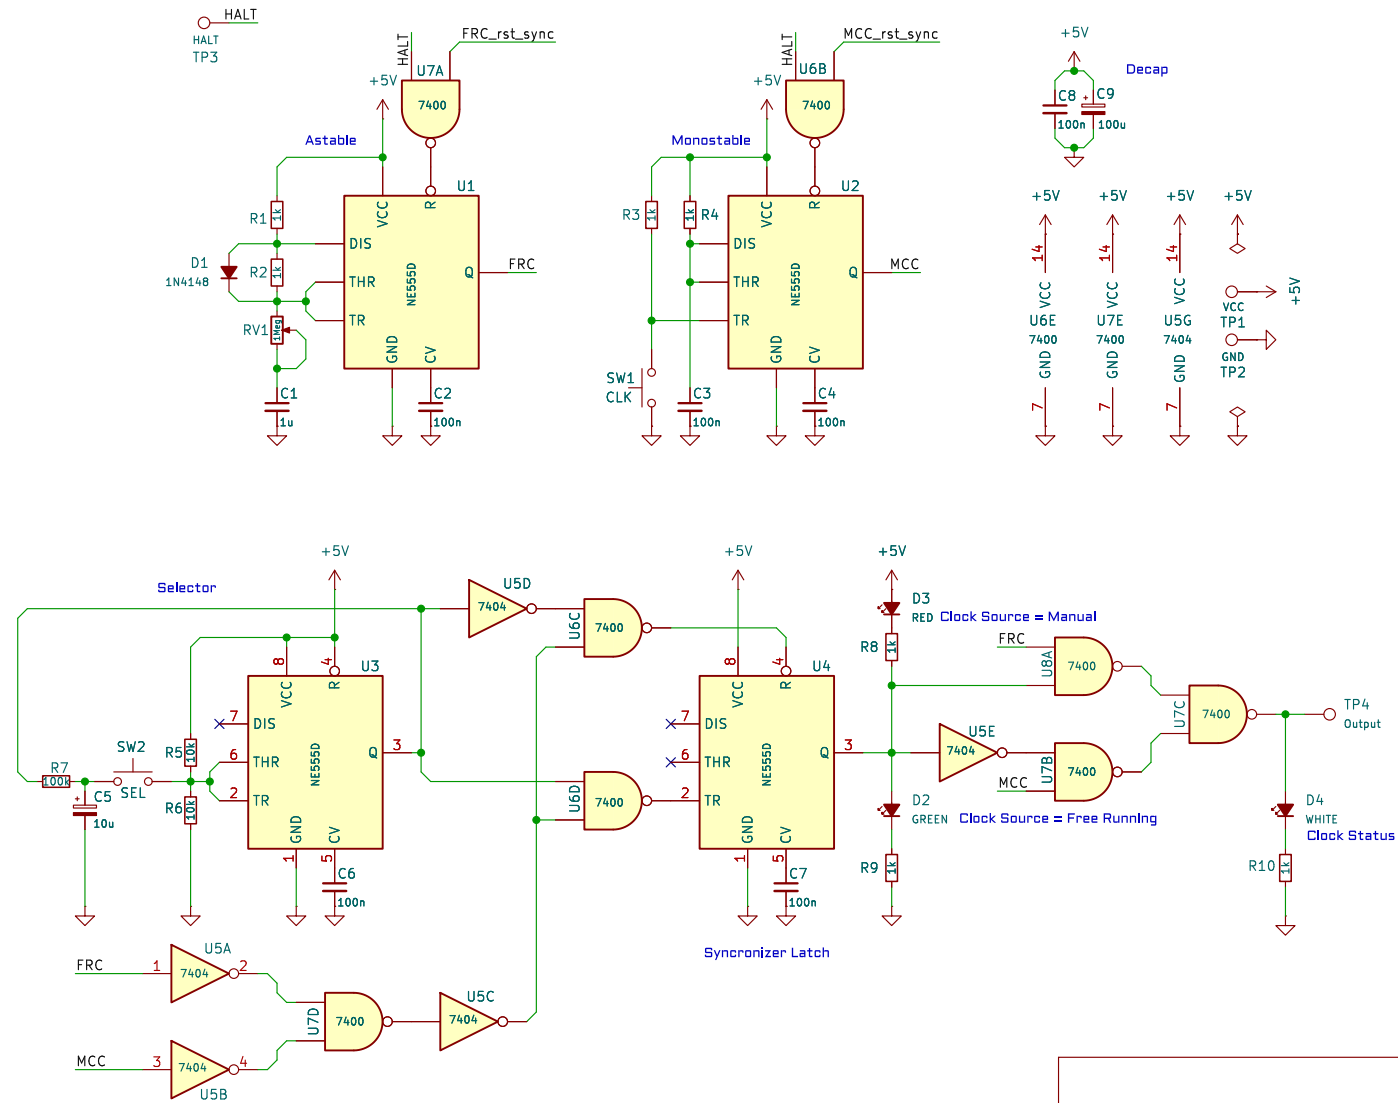 HALT
HALT
TP3
HALT
FRC_rst_sync
U7A
+5V
7400
Astable
U1
R1
1k
VCC
R
DIS
D1
1N4148
R2
1k
THR
Q
FRC
NE555D
RV1
1Meg
TR
GND
CV
C1
1u
C2
100n
HALT
MCC_rst_sync
U6B
+5V
7400
Monostable
U2
R3
1k
1k
R4
VCC
R
DIS
THR
Q
MCC
NE555D
TR
GND
CV
SW1
CLK
C3
100n
C4
100n
+5V
Decap
C8
+
C9
100n
100u
+5V
+5V
+5V
+5V
14
14
14
VCC
VCC
VCC
VCC
TP1
+5V
U6E
U7E
U5G
7400
7400
7404
GND
TP2
GND
GND
GND
7
7
7
+5V
Selector
U5D
7404
U6C
7400
8
4
U3
VCC
R
7
DIS
SW2
R5
10k
6
THR
Q
3
NE555D
R7
100k
+
C5
10u
SEL
R6
10k
2
TR
GND
CV
1
5
C6
100n
U6D
7400
+5V
8
4
U4
VCC
R
7
DIS
6
THR
Q
3
NE555D
2
TR
GND
CV
1
5
C7
100n
Syncronizer Latch
+5V
D3
RED
Clock Source = Manual
R8
1k
FRC
U8A
7400
U5E
7404
U7B
7400
MCC
U7C
7400
TP4
Output
D2
GREEN
Clock Source = Free Running
R9
1k
D4
WHITE
Clock Status
R10
1k
FRC
1
7404
2
U5A
U7D
7400
U5C
7404
MCC
3
7404
4
U5B